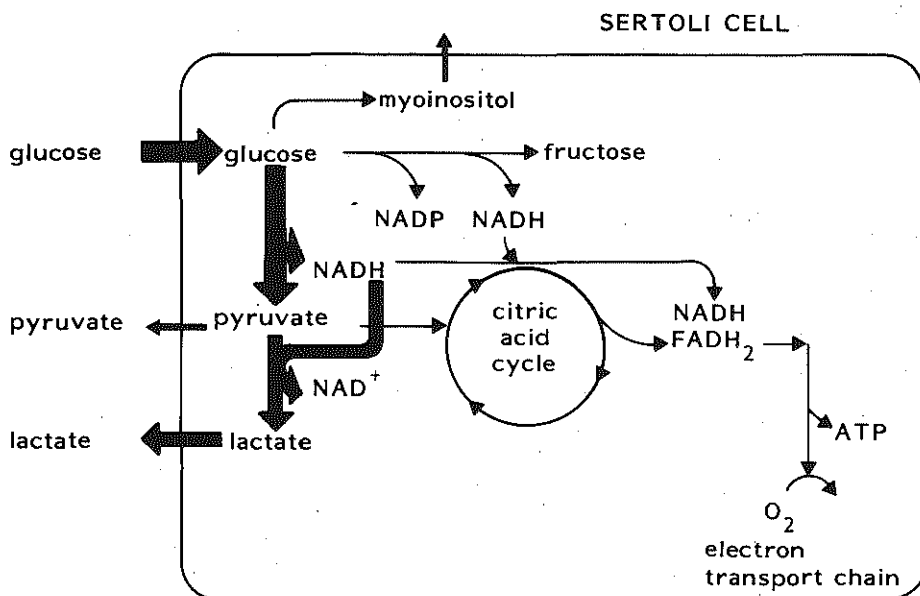 SERTOLI CELL
myoinositol
glucose
glucose
fructose
NADP
NADH
NADH
NADH
FADH2
pyruvate
pyruvate
citric
acid
cycle
NAD+
lactate
lactate
ATP
O2
electron
transport chain